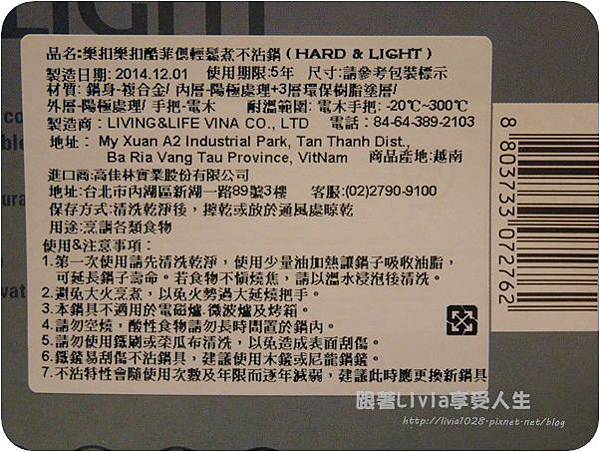 LIGHT
品名:樂扣樂扣酷菲偲輕鬆煮不沾鍋(HARD & LIGHT)
製造日期: 2014.12.01 使用期限:5年 尺寸:請參考包裝標示
材質: 鍋身-複合金/ 內層-陽極處理+3層環保樹脂塗層/
外層-陽極處理/ 手把-電木 耐溫範圍: 電木手把: -20℃~300℃
製造商: LIVING&LIFE VINA CO., LTD 電話: 84-64-389-2103
地址: My Xuan A2 Industrial Park, Tan Thanh Dist.,
Ba Ria Vang Tau Province, VitNam 商品產地:越南
進口商: 高佳林實業股份有限公司
地址:台北市內湖區新湖一路89號3樓 客服:(02)2790-9100
保存方式:清洗乾淨後，擦乾或放於通風處晾乾
用途:烹調各類食物
使用&注意事項:
1.第一次使用請先清洗乾淨，使用少量油加熱讓鍋子吸收油脂，
可延長鍋子壽命。若食物不慎燒焦，請以溫水浸泡後清洗。
2.避免大火烹煮，以免火勢過大延燒把手。
3.本鍋具不適用於電磁爐.微波爐及烤箱。
4.請勿空燒，酸性食物請勿長時間置於鍋內。
5.請勿使用鐵刷或菜瓜布清洗，以免造成表面刮傷。
6.鐵鏟易刮傷不沾鍋具，建議使用木鏟或尼龍鍋鏟。
7.不沾特性會隨使用次數及年限而逐年減弱，建議此時應更換新鍋具
8803733072762
跟著Livia享受人生
http://livia1028.pixnet.net/blog